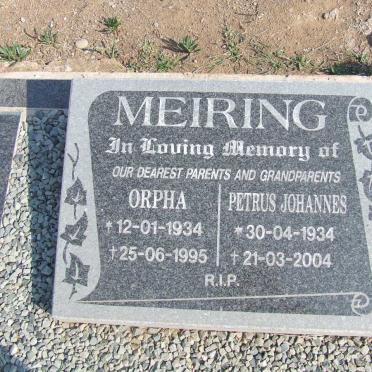 MEIRING
In Loving Memory of
OUR DEAREST PARENTS AND GRANDPARENTS
ORPHA
*12-01-1934
†25-06-1995
PETRUS JOHANNES
*30-04-1934
†21-03-2004
R.I.P.